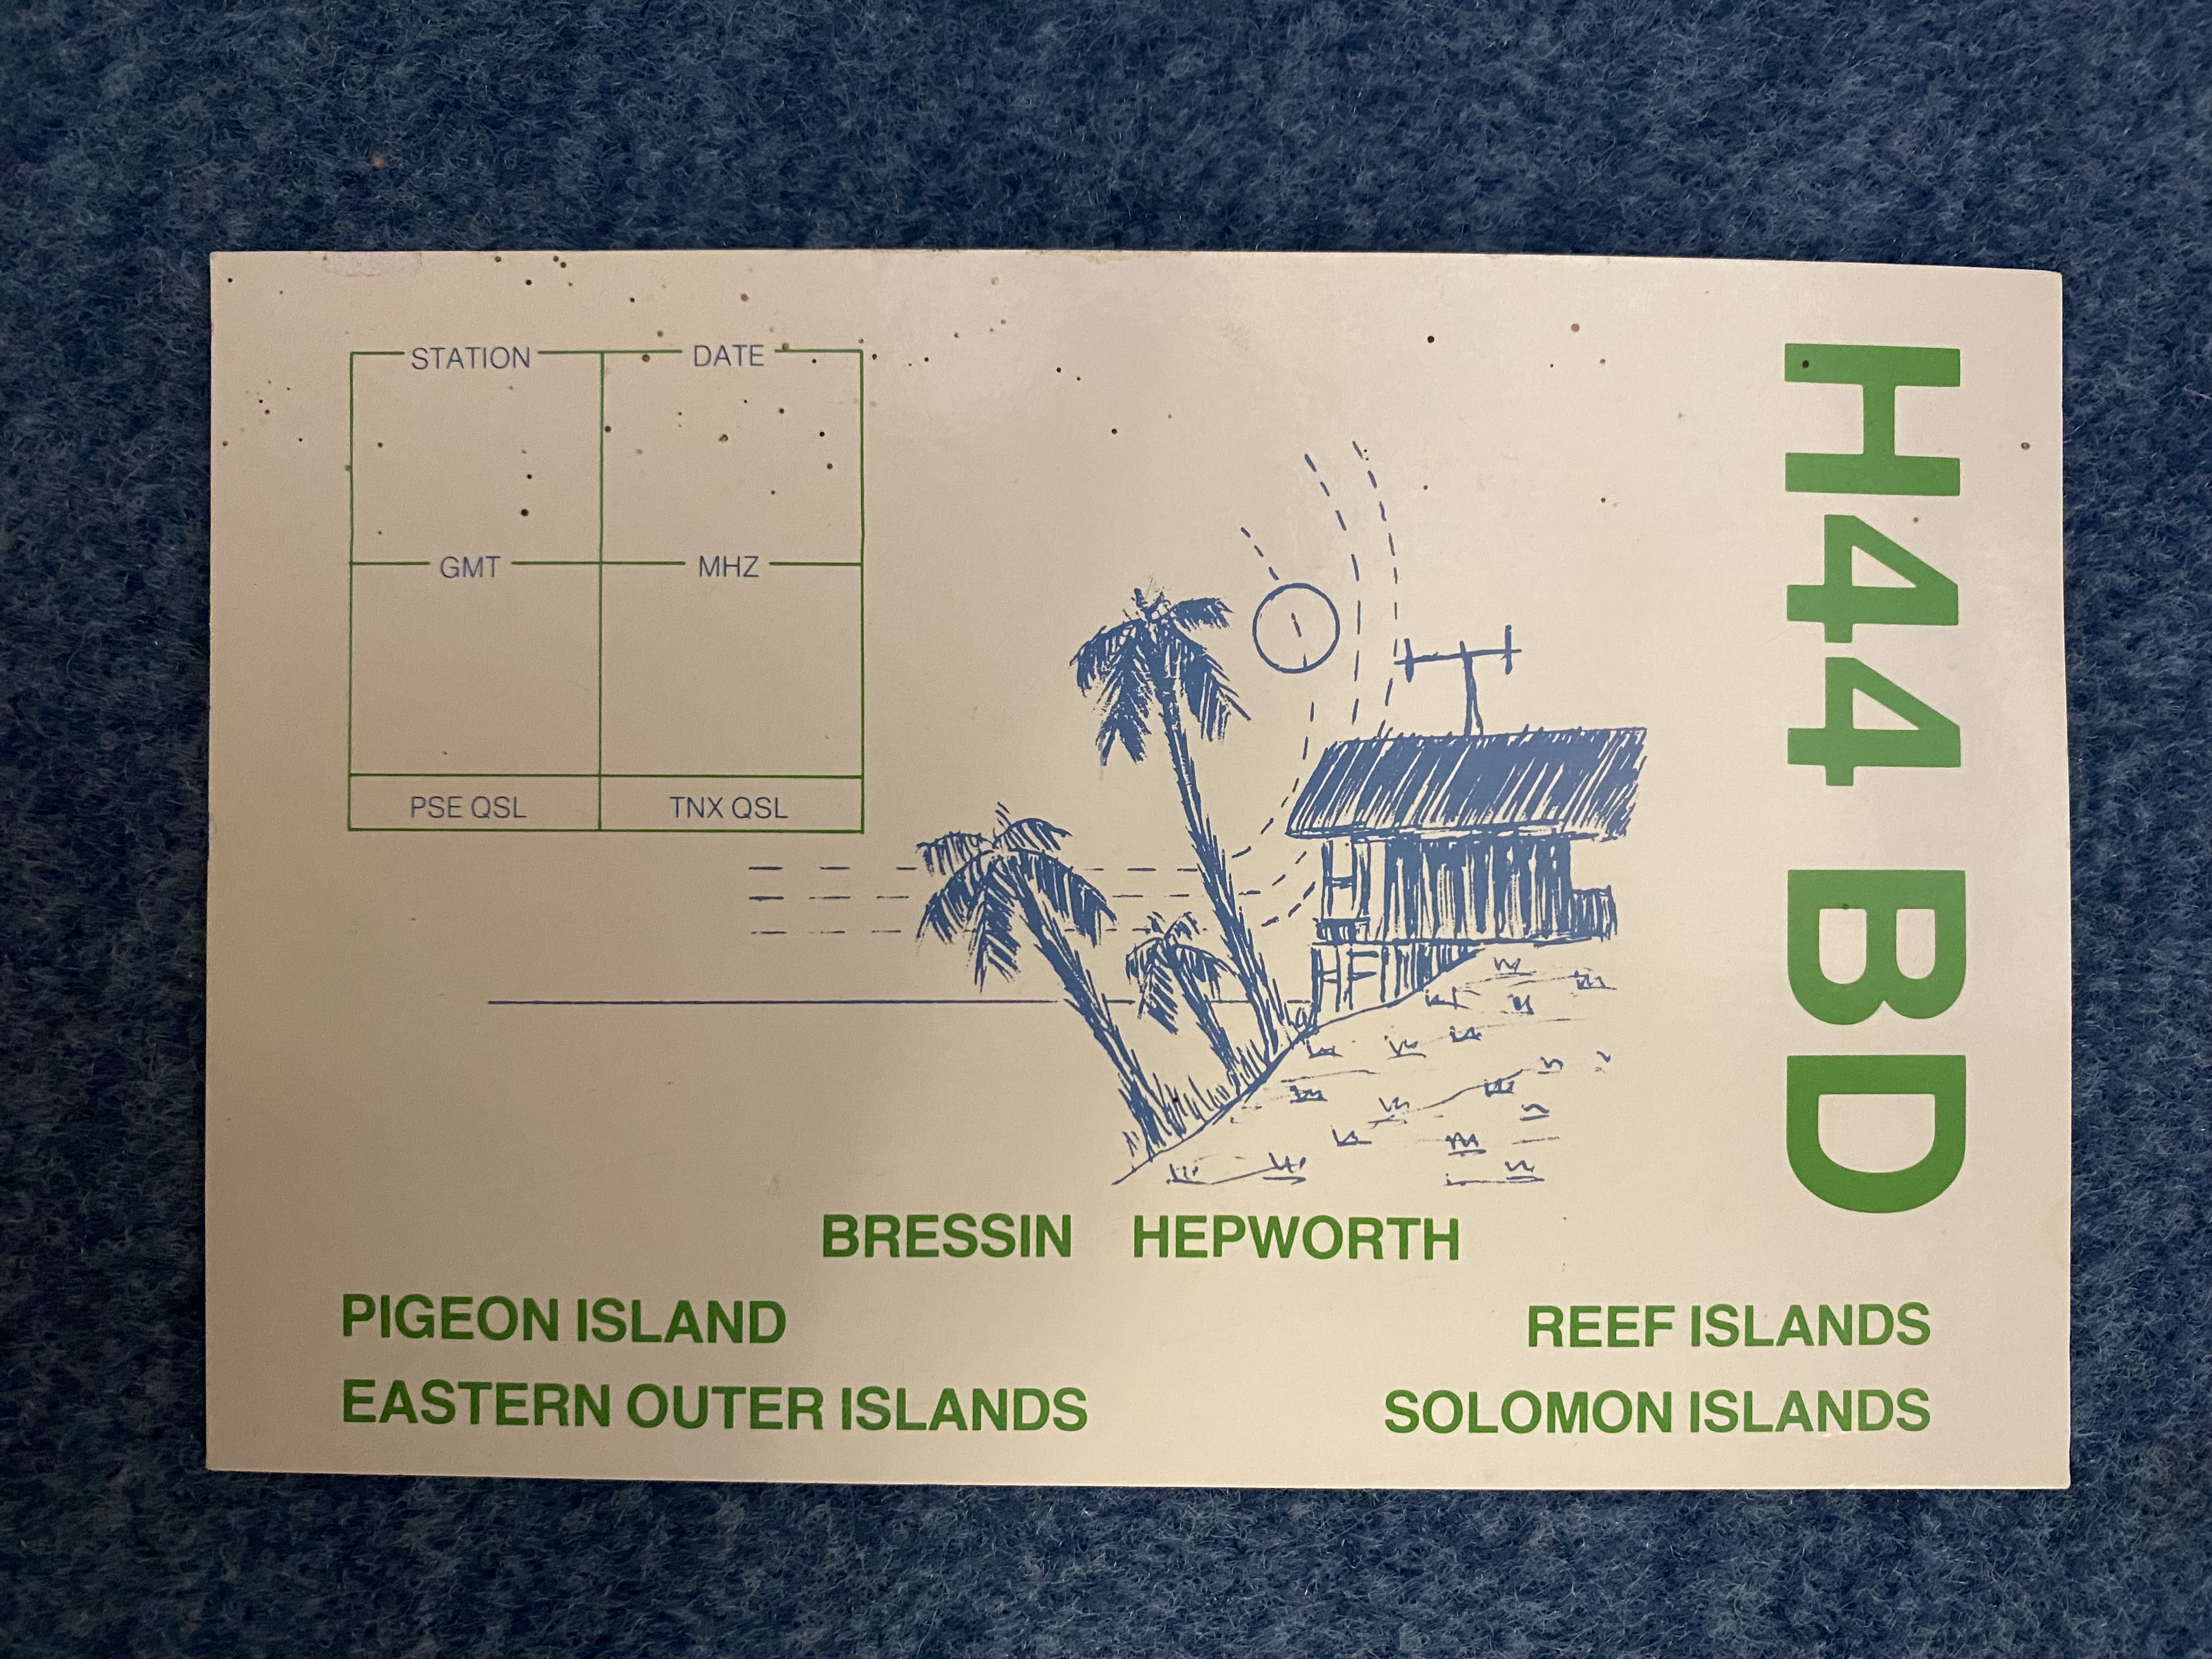 STATION DATE
GMT MHZ
PSE QSL TNX QSL
H44 BD
BRESSIN HEPWORTH
PIGEON ISLAND REEF ISLANDS
EASTERN OUTER ISLANDS SOLOMON ISLANDS